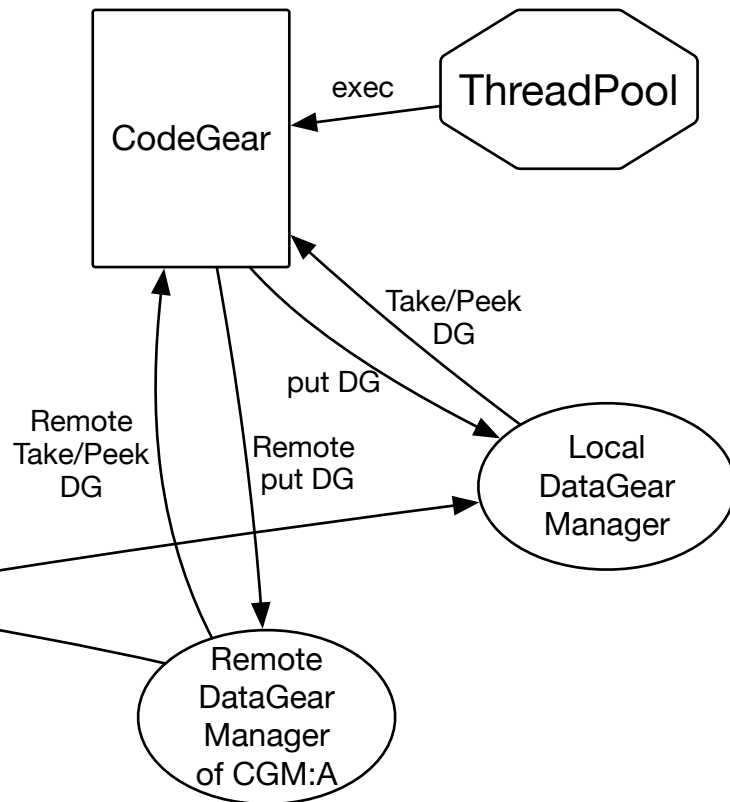 exec
ThreadPool
CodeGear
Take/Peek
DG
put DG
Remote
Take/Peek
DG
Remote
put DG
Local
DataGear
Manager
Remote
DataGear
Manager
of CGM:A